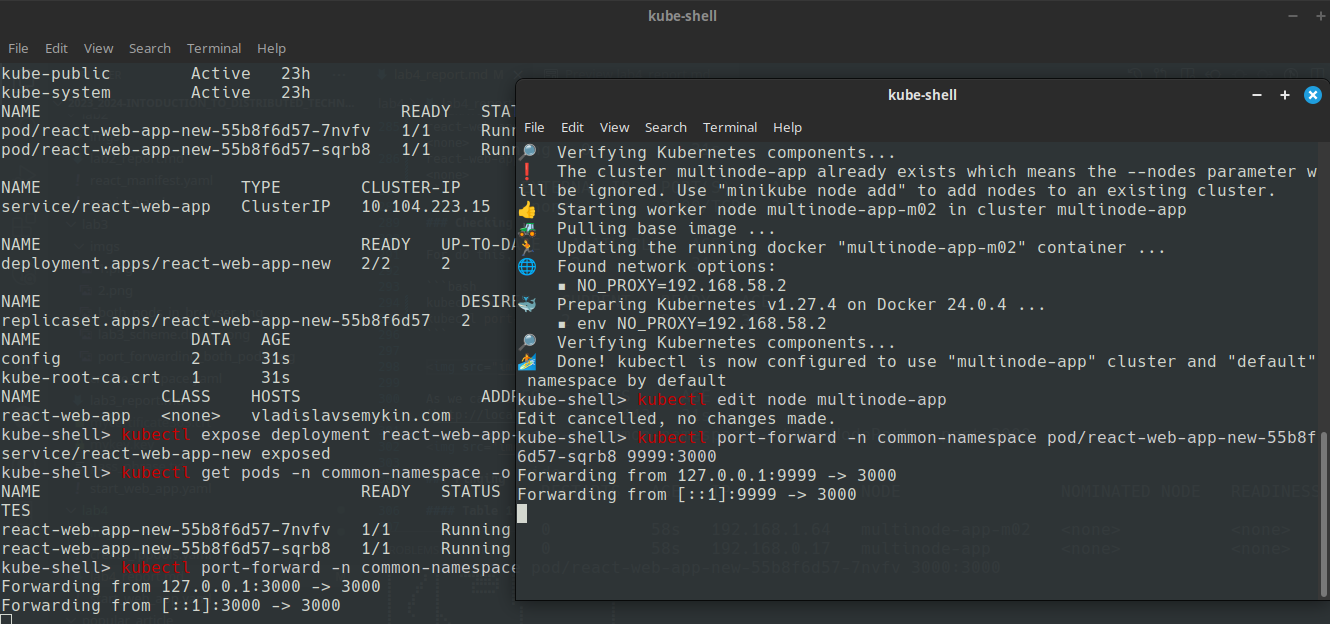 kube-shell
File Edit View Search Terminal Help
kube-public Active 23h
kube-system Active 23h
NAME READY STAT
pod/react-web-app-new-55b8f6d57-7nvfv 1/1 Runn
pod/react-web-app-new-55b8f6d57-sqrb8 1/1 Runn
NAME TYPE CLUSTER-IP
service/react-web-app ClusterIP 10.104.223.15
NAME READY UP-TO-DA
deployment.apps/react-web-app-new 2/2 2
NAME DESIRE
replicaset.apps/react-web-app-new-55b8f6d57 2
NAME DATA AGE
config 2 31s
kube-root-ca.crt 1 31s
NAME CLASS HOSTS ADDR
react-web-app <none> vladislavsemykin.com
kube-shell> kubectl expose deployment react-web-app-
service/react-web-app-new exposed
kube-shell> kubectl get pods -n common-namespace -o
NAME READY STATUS
TES
react-web-app-new-55b8f6d57-7nvfv 1/1 Running
react-web-app-new-55b8f6d57-sqrb8 1/1 Running
kube-shell> kubectl port-forward -n common-namespace pod/react-web-app-new-55b8f6d57-7nvfv 3000:3000
Forwarding from 127.0.0.1:3000 -> 3000
Forwarding from [::1]:3000 -> 3000
kube-shell
File Edit View Search Terminal Help
Verifying Kubernetes components...
The cluster multinode-app already exists which means the --nodes parameter w
ill be ignored. Use "minikube node add" to add nodes to an existing cluster.
Starting worker node multinode-app-m02 in cluster multinode-app
Pulling base image ...
Updating the running docker "multinode-app-m02" container ...
Found network options:
▪ NO_PROXY=192.168.58.2
Preparing Kubernetes v1.27.4 on Docker 24.0.4 ...
▪ env NO_PROXY=192.168.58.2
Verifying Kubernetes components...
Done! kubectl is now configured to use "multinode-app" cluster and "default"
namespace by default
kube-shell> kubectl edit node multinode-app
Edit cancelled, no changes made.
kube-shell> kubectl port-forward -n common-namespace pod/react-web-app-new-55b8f
6d57-sqrb8 9999:3000
Forwarding from 127.0.0.1:9999 -> 3000
Forwarding from [::1]:9999 -> 3000
NODE NOMINATED NODE READINESS
0 58s 192.168.1.64 multinode-app-m02 <none> <none>
0 58s 192.168.0.17 multinode-app <none> <none>